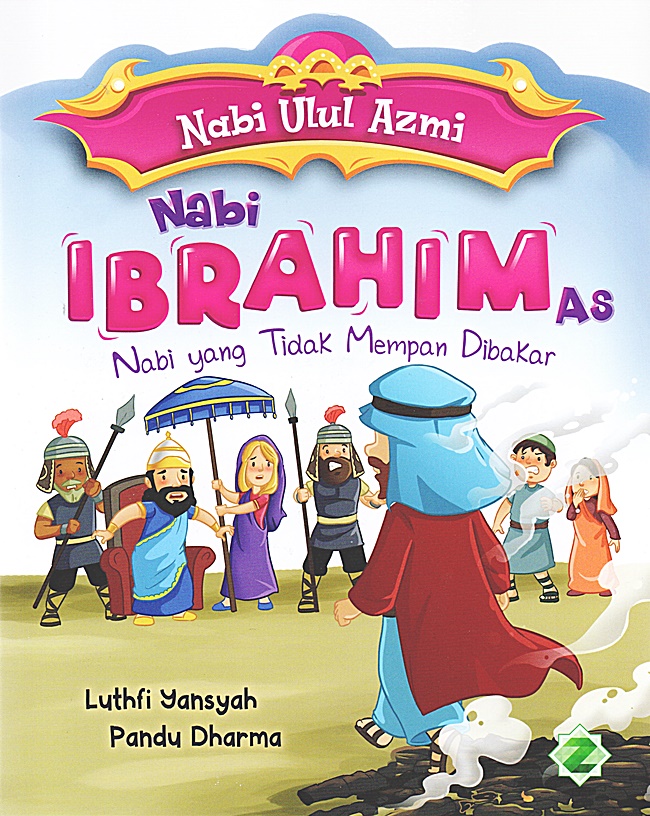 Nabi Ulul Azmi
Nabi
IBRAHIM AS
Nabi yang Tidak Mempan Dibakar
Luthfi Yansyah
Pandu Dharma
Z